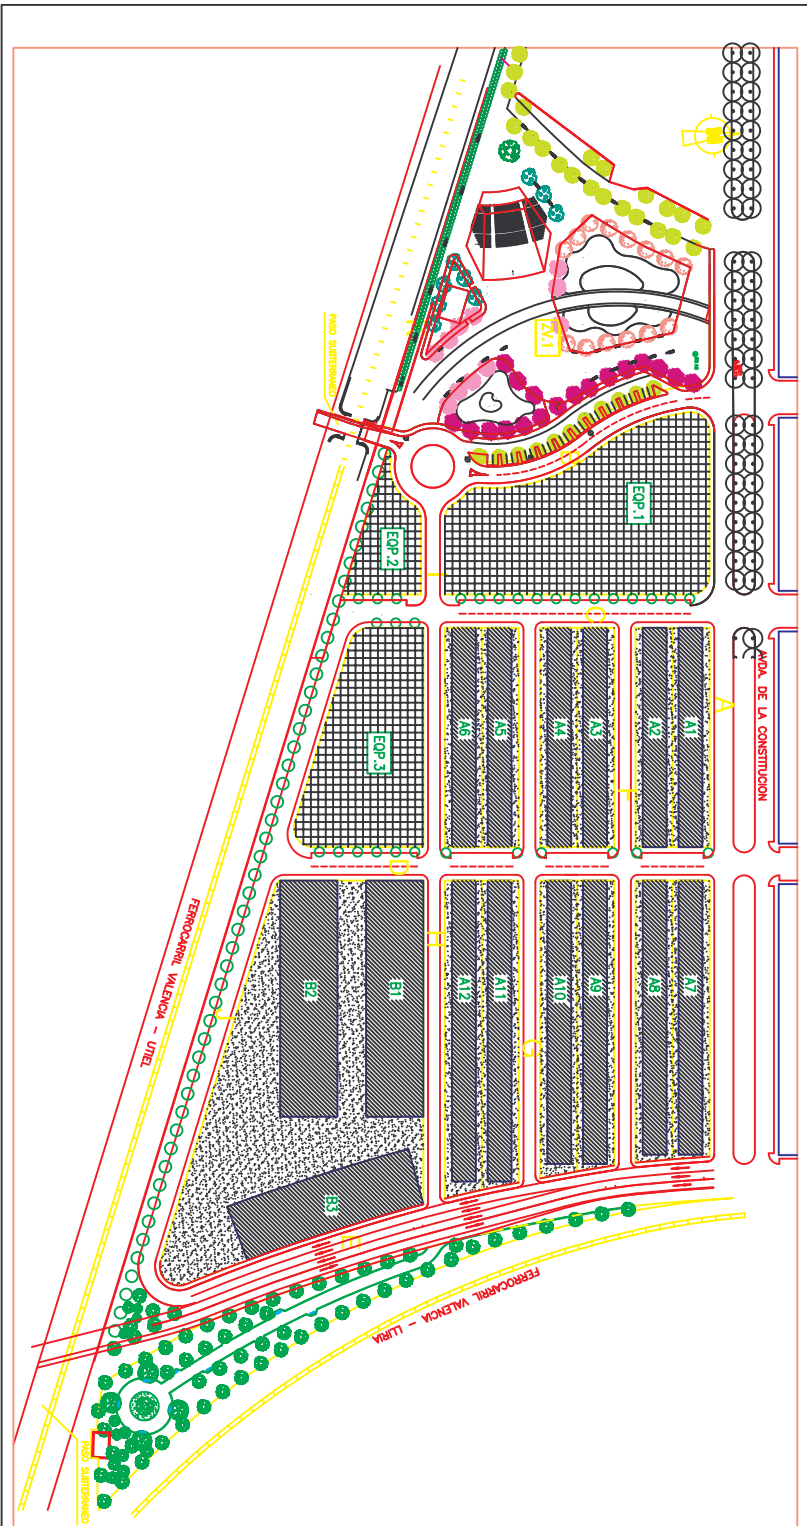 AVDA. DE LA CONSTITUCION
A
ZV.1
PASO SUBTERRANEO
EQP.1
EQP.2
EQP.3
C
A1
A2
A3
A4
A5
A6
F
D
H
G
A7
A8
A9
A10
A11
A12
B1
B2
B3
J
E
FERROCARRIL VALENCIA - UTIEL
FERROCARRIL VALENCIA - LLIRIA
PASO SUBTERRANEO